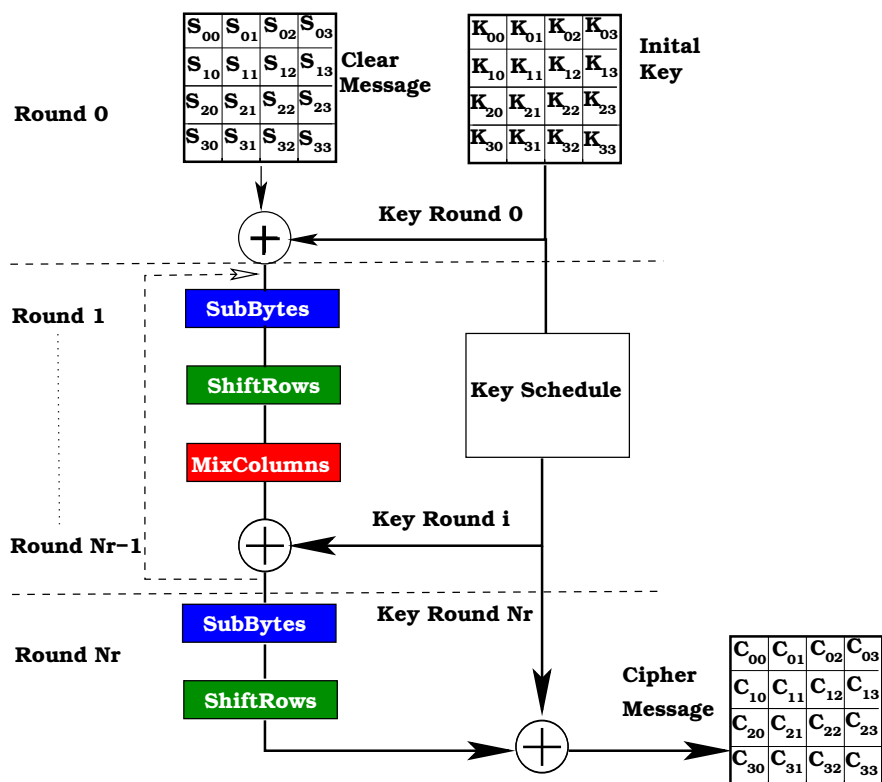 S00 S01 S02 S03
S10 S11 S12 S13
S20 S21 S22 S23
S30 S31 S32 S33
Clear
Message
K00 K01 K02 K03
K10 K11 K12 K13
K20 K21 K22 K23
K30 K31 K32 K33
Inital
Key
Round 0
Key Round 0
Round 1
SubBytes
ShiftRows
Key Schedule
MixColumns
Key Round i
Round Nr−1
Key Round Nr
SubBytes
Round Nr
ShiftRows
Cipher
Message
C00 C01 C02 C03
C10 C11 C12 C13
C20 C21 C22 C23
C30 C31 C32 C33